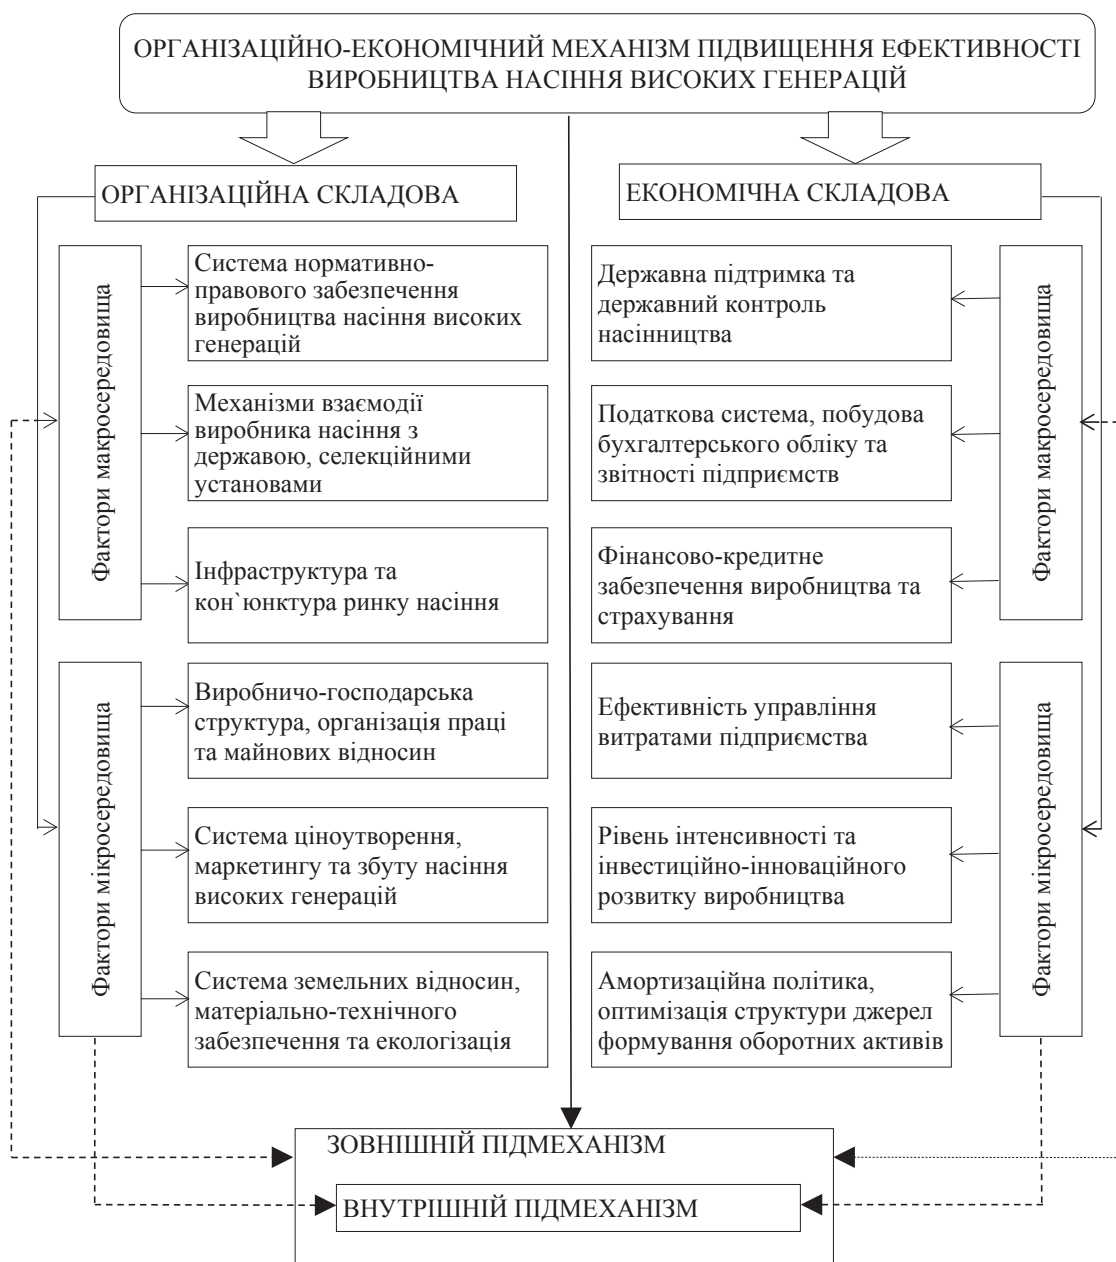 ОРГАНІЗАЦІЙНО-ЕКОНОМІЧНИЙ МЕХАНІЗМ ПІДВИЩЕННЯ ЕФЕКТИВНОСТІ
ВИРОБНИЦТВА НАСІННЯ ВИСОКИХ ГЕНЕРАЦІЙ
ОРГАНІЗАЦІЙНА СКЛАДОВА
Фактори макросередовища
Система нормативно-
правового забезпечення
виробництва насіння високих
генерацій
Механізми взаємодії
виробника насіння з
державою, селекційними
установами
Інфраструктура та
кон`юнктура ринку насіння
Фактори мікросередовища
Виробничо-господарська
структура, організація праці
та майнових відносин
Система ціноутворення,
маркетингу та збуту насіння
високих генерацій
Система земельних відносин,
матеріально-технічного
забезпечення та екологізація
ЕКОНОМІЧНА СКЛАДОВА
Державна підтримка та
державний контроль
насінництва
Податкова система, побудова
бухгалтерського обліку та
звітності підприємств
Фінансово-кредитне
забезпечення виробництва та
страхування
Фактори макросередовища
Ефективність управління
витратами підприємства
Рівень інтенсивності та
інвестиційно-інноваційного
розвитку виробництва
Амортизаційна політика,
оптимізація структури джерел
формування оборотних активів
Фактори мікросередовища
ЗОВНІШНІЙ ПІДМЕХАНІЗМ
ВНУТРІШНІЙ ПІДМЕХАНІЗМ